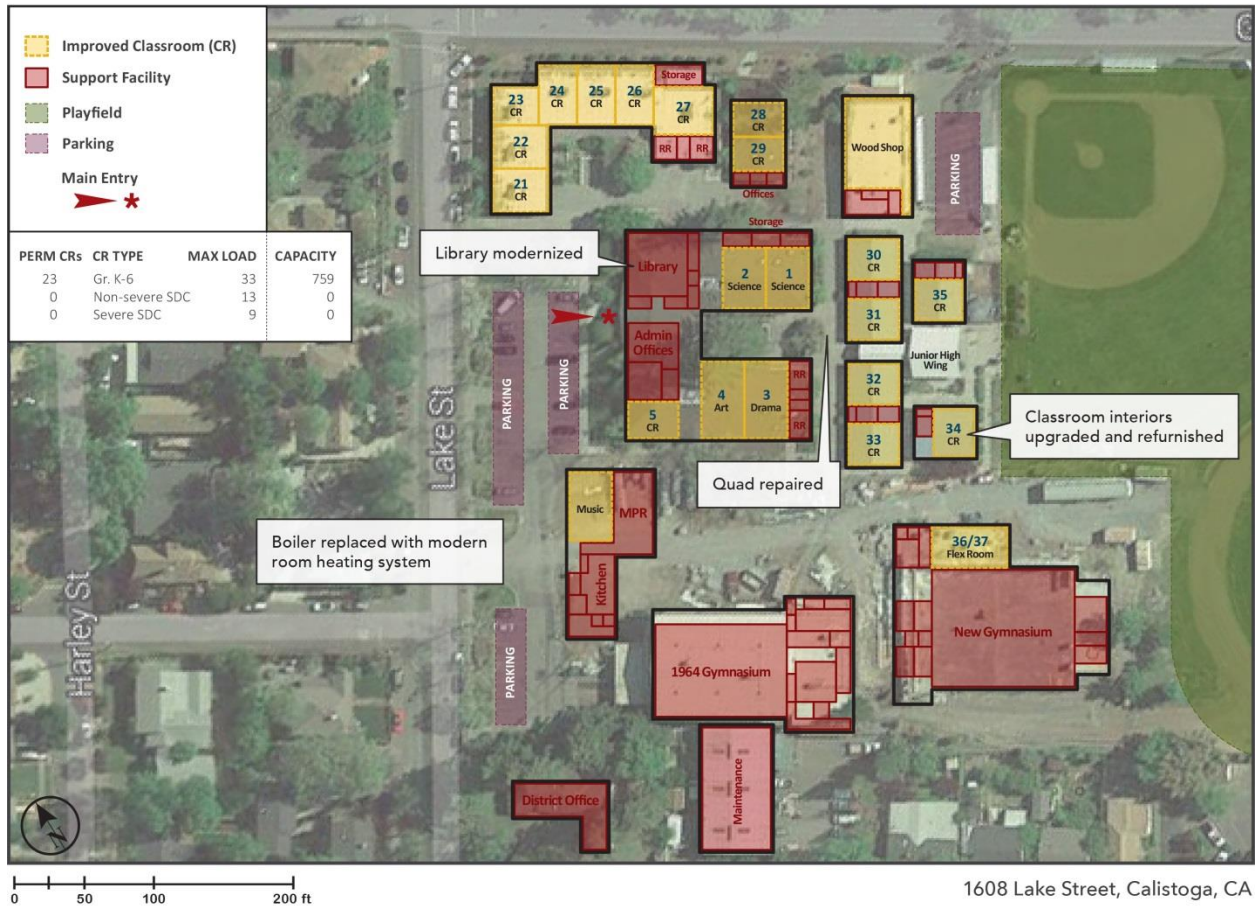 Improved Classroom (CR)
Support Facility
Playfield
Parking
Main Entry
*
PERM CRs CR TYPE MAX LOAD CAPACITY
23 Gr. K-6 33 759
0 Non-severe SDC 13 0
0 Severe SDC 9 0
23
CR
24
CR
25
CR
26
CR
Storage
27
CR
22
CR
21
CR
RR
RR
28
CR
29
CR
Offices
Wood Shop
PARKING
Library modernized
Storage
Library
2
Science
1
Science
*
Admin
Offices
5
CR
4
Art
3
Drama
RR
RR
30
CR
31
CR
35
CR
Junior High
Wing
32
CR
33
CR
34
CR
Classroom interiors
upgraded and refurnished
Quad repaired
PARKING
PARKING
Lake St
Boiler replaced with modern
room heating system
Music
MPR
Kitchen
36/37
Flex Room
New Gymnasium
1964 Gymnasium
PARKING
Harley St
Lake St
District Office
Maintenance
N
0 50 100 200 ft
1608 Lake Street, Calistoga, CA